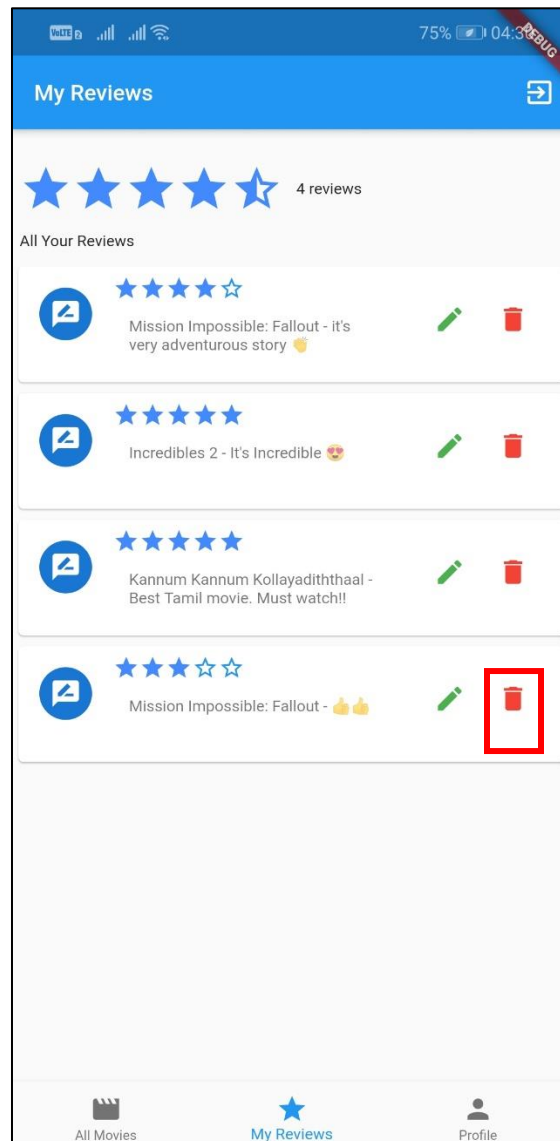 VoLTE
75% 04:3
DEBUG
My Reviews
4 reviews
All Your Reviews
Mission Impossible: Fallout - it's
very adventurous story 👏
Incredibles 2 - It's Incredible 😍
Kannum Kannum Kollayadiththaal -
Best Tamil movie. Must watch!!
Mission Impossible: Fallout - 👍👍
All Movies
My Reviews
Profile